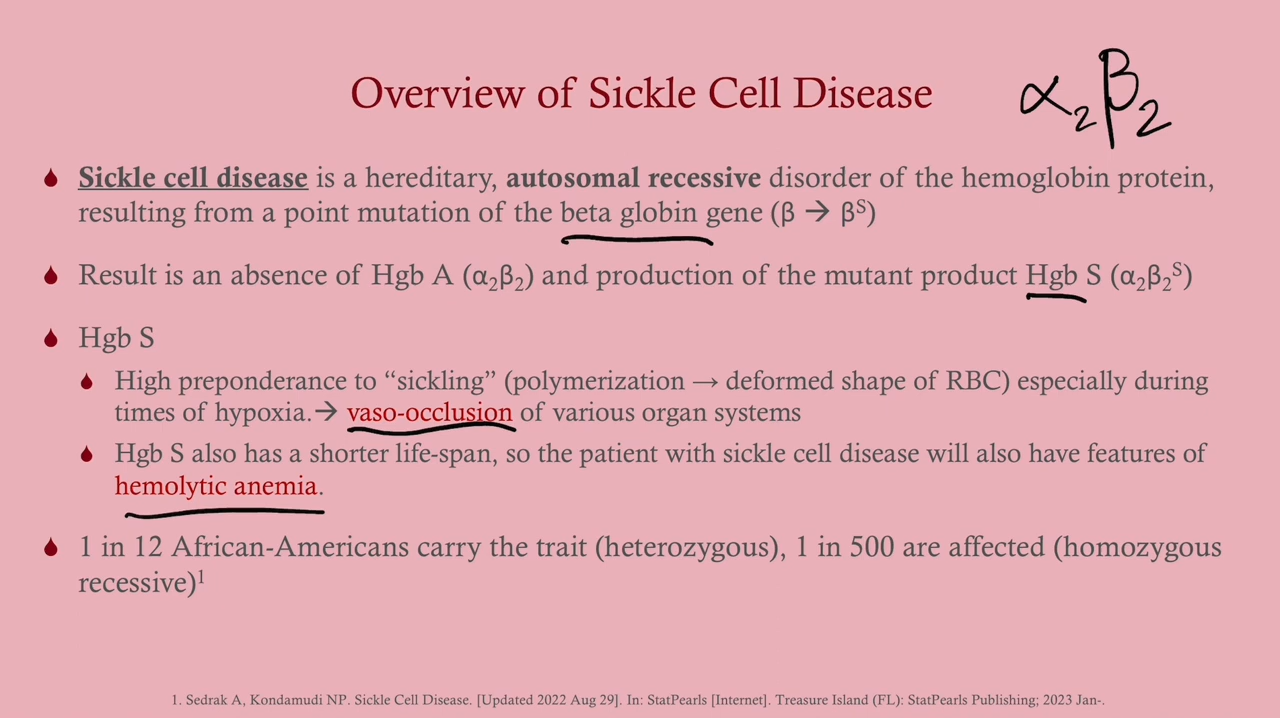 Overview of Sickle Cell Disease
α₂β₂
Sickle cell disease is a hereditary, autosomal recessive disorder of the hemoglobin protein,
resulting from a point mutation of the beta globin gene (β → βˢ)
Result is an absence of Hgb A (α₂β₂) and production of the mutant product Hgb S (α₂β₂ˢ)
Hgb S
High preponderance to “sickling” (polymerization → deformed shape of RBC) especially during
times of hypoxia.→ vaso-occlusion of various organ systems
Hgb S also has a shorter life-span, so the patient with sickle cell disease will also have features of
hemolytic anemia.
1 in 12 African-Americans carry the trait (heterozygous), 1 in 500 are affected (homozygous
recessive)¹
1. Sedrak A, Kondamudi NP. Sickle Cell Disease. [Updated 2022 Aug 29]. In: StatPearls [Internet]. Treasure Island (FL): StatPearls Publishing; 2023 Jan-.